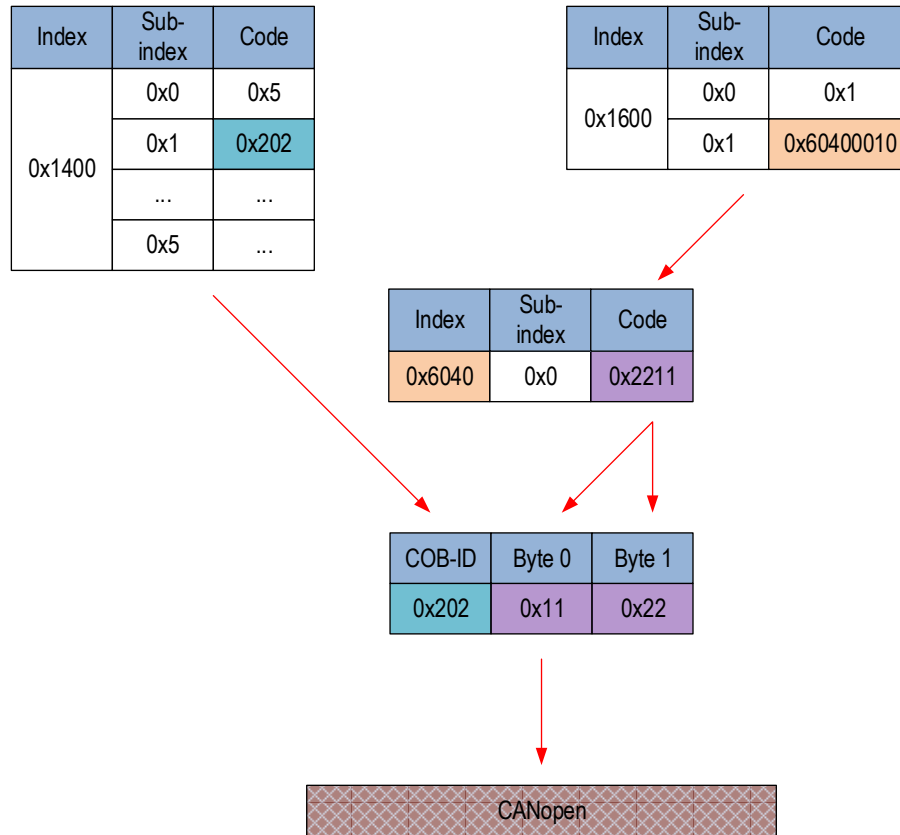 Index Sub-index Code
0x1400 0x0 0x5
0x1 0x202
... ...
0x5 ...
Index Sub-index Code
0x1600 0x0 0x1
0x1 0x60400010
Index Sub-index Code
0x6040 0x0 0x2211
COB-ID Byte 0 Byte 1
0x202 0x11 0x22
CANopen